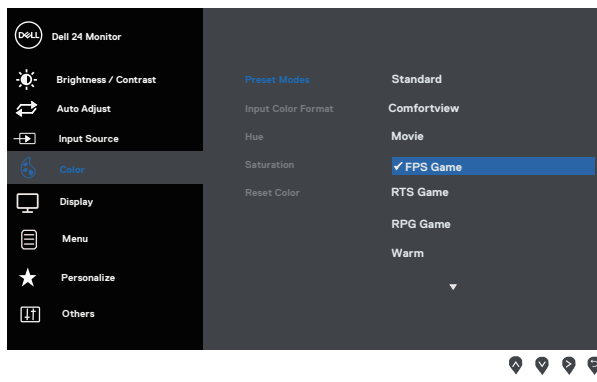 DELL Dell 24 Monitor
Brightness / Contrast
Auto Adjust
Input Source
Color
Display
Menu
Personalize
Others
Preset Modes
Input Color Format
Hue
Saturation
Reset Color
Standard
Comfortview
Movie
✓ FPS Game
RTS Game
RPG Game
Warm